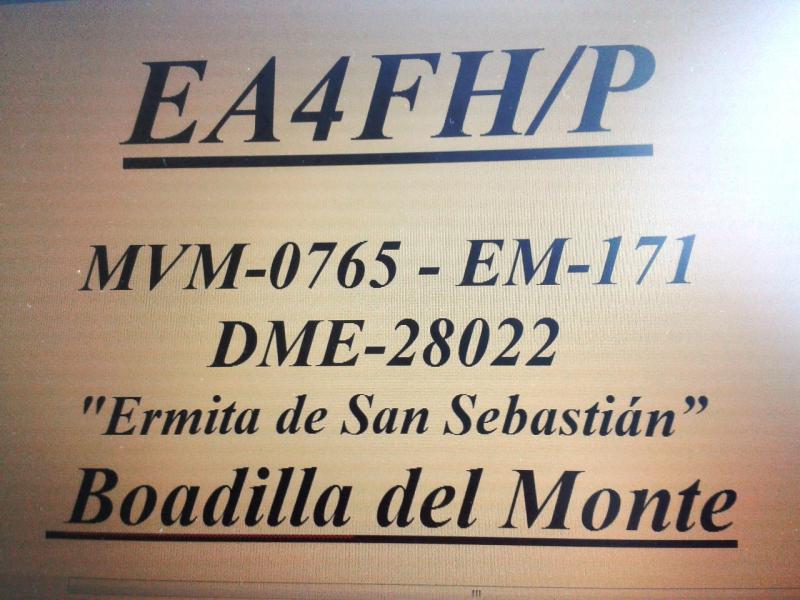 EA4FH/P
MVM-0765 - EM-171
DME-28022
"Ermita de San Sebastián”
Boadilla del Monte